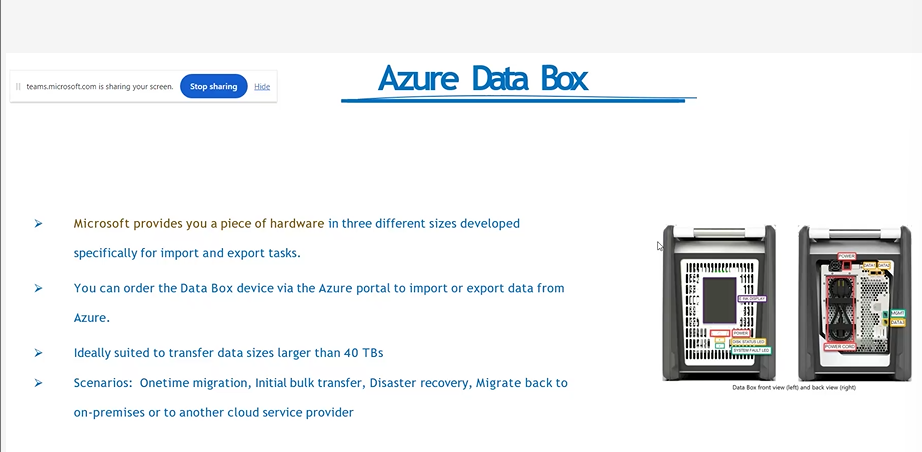 teams.microsoft.com is sharing your screen. Stop sharing Hide
Azure Data Box
➢ Microsoft provides you a piece of hardware in three different sizes developed
specifically for import and export tasks.
➢ You can order the Data Box device via the Azure portal to import or export data from
Azure.
➢ Ideally suited to transfer data sizes larger than 40 TBs
➢ Scenarios: Onetime migration, Initial bulk transfer, Disaster recovery, Migrate back to
on-premises or to another cloud service provider
POWER
DISK STATUS LED
SYSTEM FAULT LED
POWER
DATA1 DATA2
MGMT
DATA3
POWER CORD
Data Box front view (left) and back view (right)